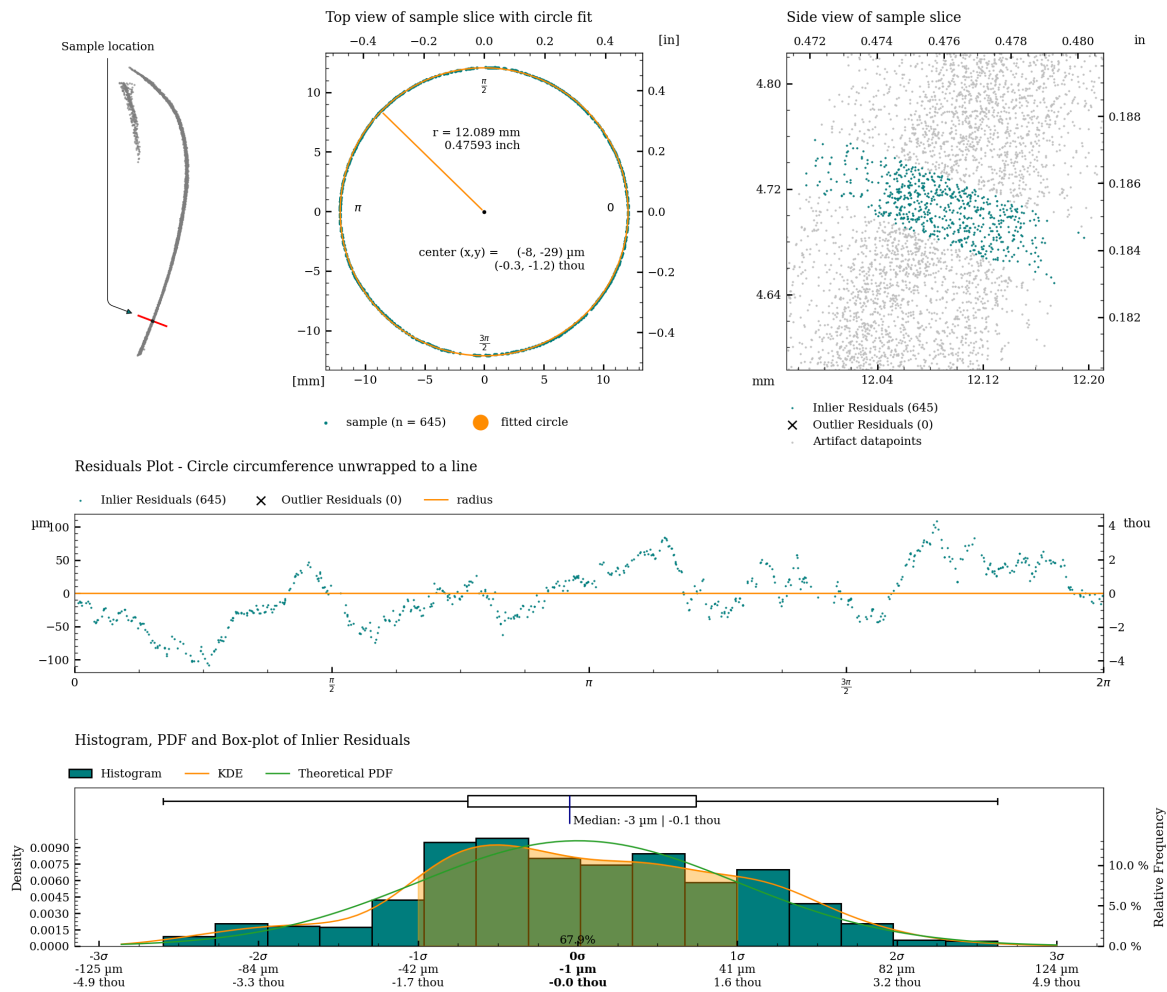 Top view of sample slice with circle fit
Side view of sample slice
Sample location
−0.4 −0.2 0.0 0.2 0.4 [in]
0.472 0.474 0.476 0.478 0.480 in
10 5 0 −5 −10
0.4 0.2 0.0 −0.2 −0.4
π/2
r = 12.089 mm
0.47593 inch
π 0
center (x,y) = (-8, -29) µm
(-0.3, -1.2) thou
3π/2
[mm] −10 −5 0 5 10
4.80 4.72 4.64
0.188 0.186 0.184 0.182
mm 12.04 12.12 12.20
sample (n = 645) fitted circle
Inlier Residuals (645)
Outlier Residuals (0)
Artifact datapoints
Residuals Plot - Circle circumference unwrapped to a line
Inlier Residuals (645) Outlier Residuals (0) radius
µm thou
100 50 0 −50 −100
4 2 0 −2 −4
0 π/2 π 3π/2 2π
Histogram, PDF and Box-plot of Inlier Residuals
Histogram KDE Theoretical PDF
Median: -3 µm | -0.1 thou
Density
0.0090 0.0075 0.0060 0.0045 0.0030 0.0015 0.0000
10.0 % 5.0 % 0.0 %
Relative Frequency
67.9%
-3σ -2σ -1σ 0σ 1σ 2σ 3σ
-125 µm -84 µm -42 µm -1 µm 41 µm 82 µm 124 µm
-4.9 thou -3.3 thou -1.7 thou -0.0 thou 1.6 thou 3.2 thou 4.9 thou